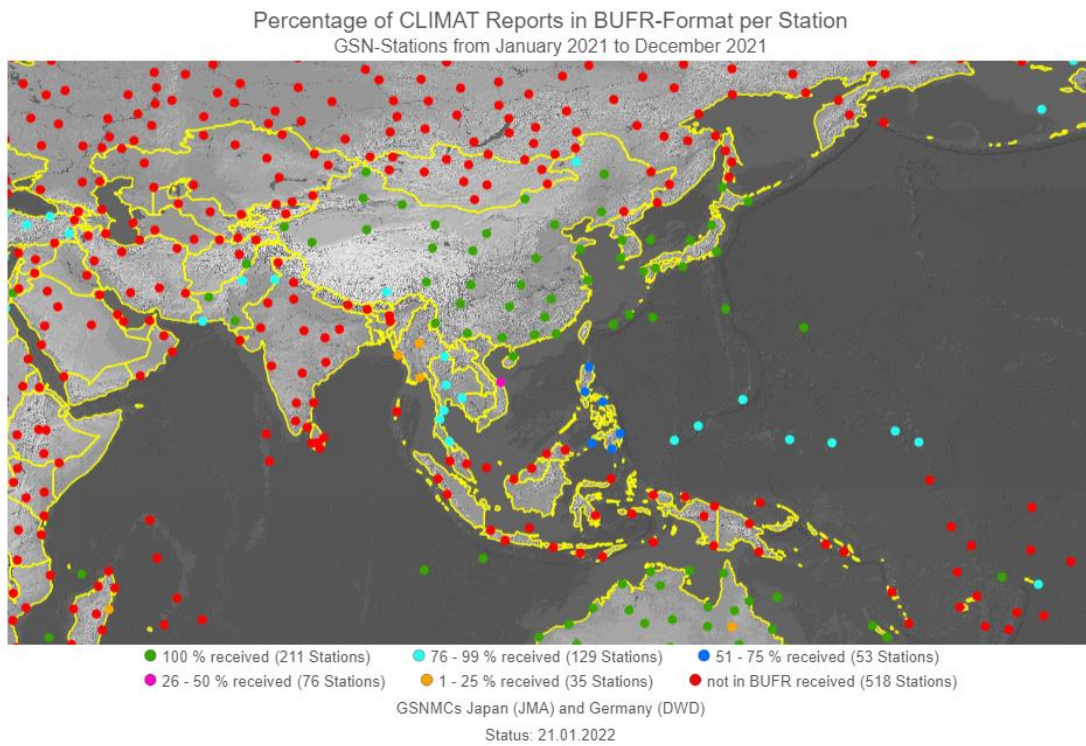 Percentage of CLIMAT Reports in BUFR-Format per Station
GSN-Stations from January 2021 to December 2021
100 % received (211 Stations)
76 - 99 % received (129 Stations)
51 - 75 % received (53 Stations)
26 - 50 % received (76 Stations)
1 - 25 % received (35 Stations)
not in BUFR received (518 Stations)
GSNMCs Japan (JMA) and Germany (DWD)
Status: 21.01.2022